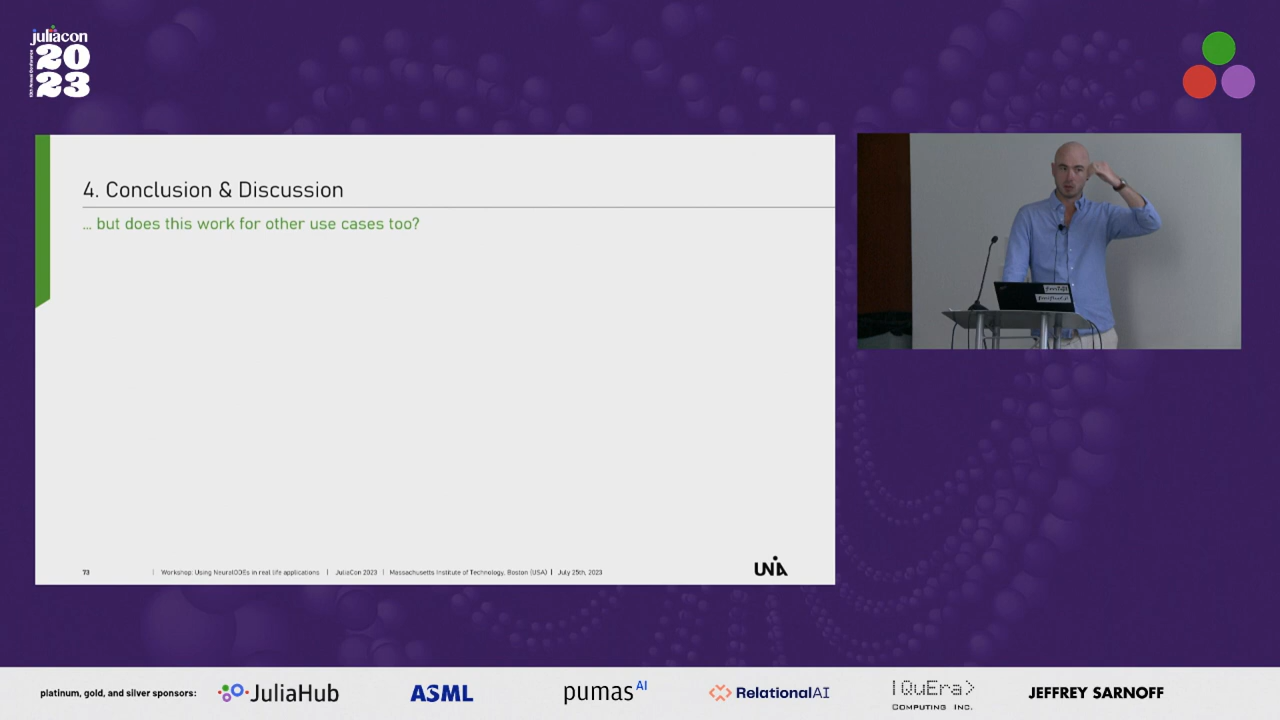 juliacon
20
23
4. Conclusion & Discussion
... but does this work for other use cases too?
73 | Workshop: Using NeuralODEs in real life applications | JuliaCon 2023 | Massachusetts Institute of Technology, Boston (USA) | July 25th, 2023
UNIA
platinum, gold, and silver sponsors:
JuliaHub
ASML
pumasAI
RelationalAI
|QuEra>
COMPUTING INC.
JEFFREY SARNOFF